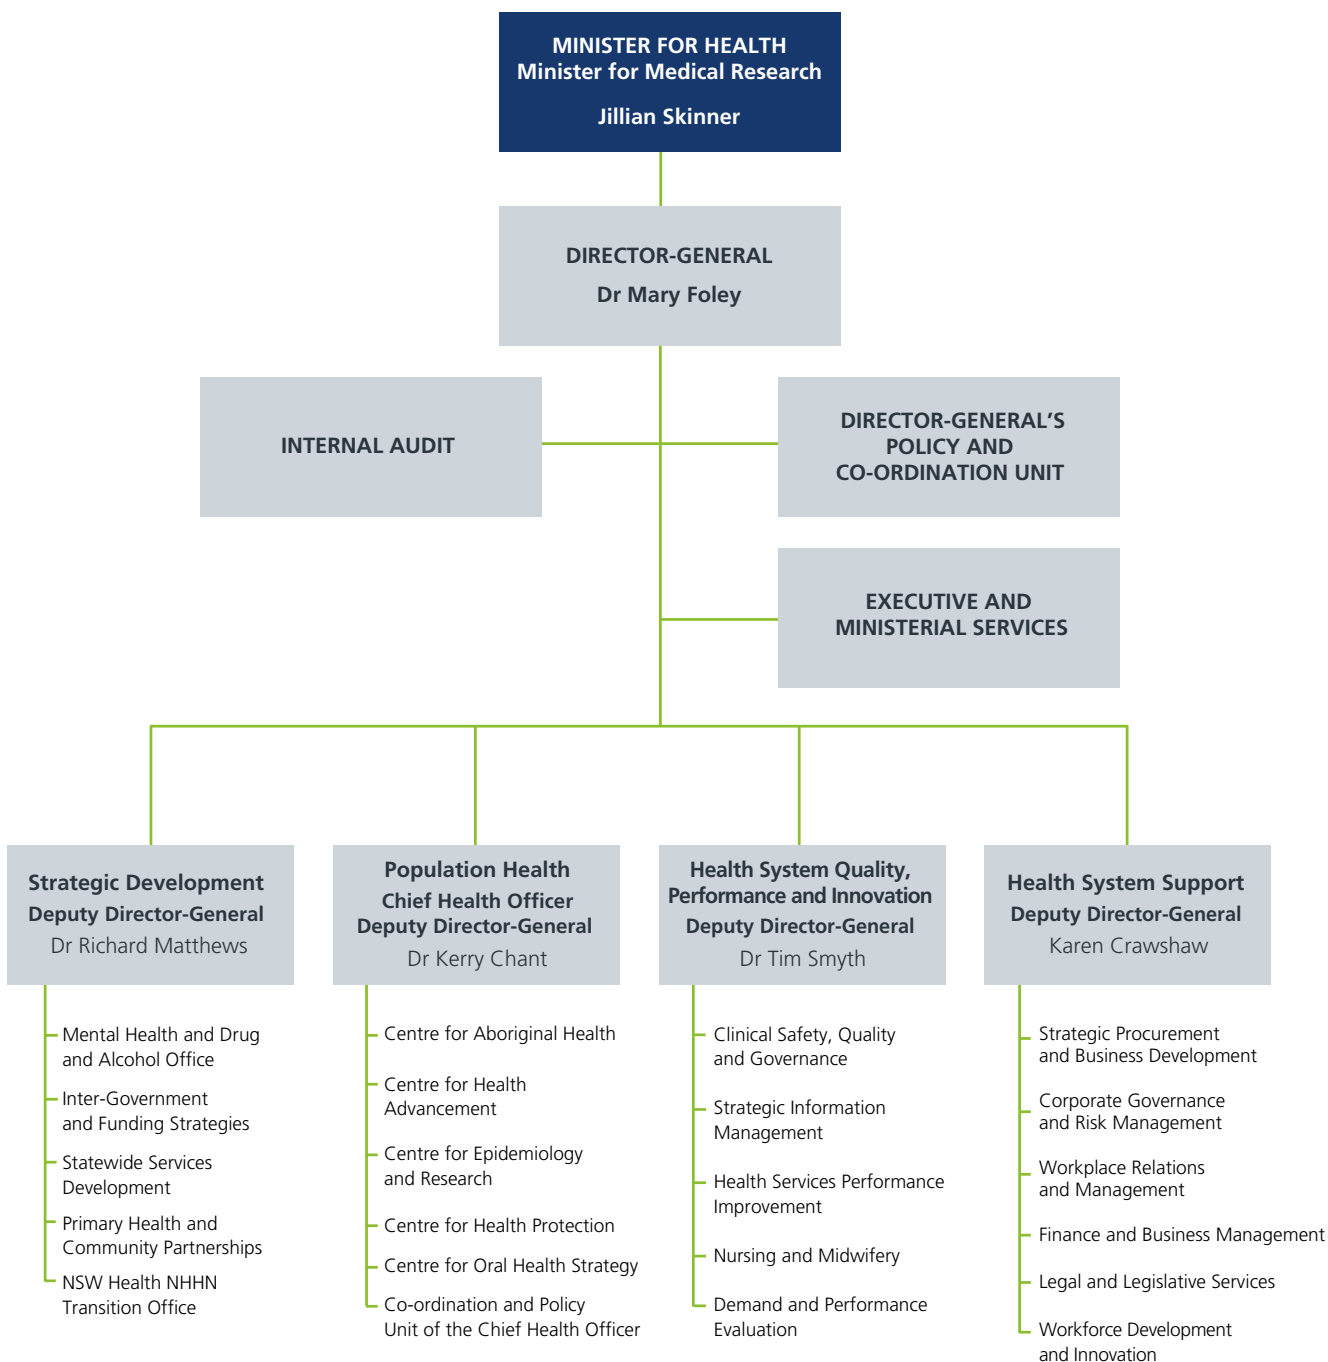 MINISTER FOR HEALTH
Minister for Medical Research
Jillian Skinner
DIRECTOR-GENERAL
Dr Mary Foley
INTERNAL AUDIT
DIRECTOR-GENERAL’S
POLICY AND
CO-ORDINATION UNIT
EXECUTIVE AND
MINISTERIAL SERVICES
Strategic Development
Deputy Director-General
Dr Richard Matthews
Mental Health and Drug
and Alcohol Office
Inter-Government
and Funding Strategies
Statewide Services
Development
Primary Health and
Community Partnerships
NSW Health NHHN
Transition Office
Population Health
Chief Health Officer
Deputy Director-General
Dr Kerry Chant
Centre for Aboriginal Health
Centre for Health
Advancement
Centre for Epidemiology
and Research
Centre for Health Protection
Centre for Oral Health Strategy
Co-ordination and Policy
Unit of the Chief Health Officer
Health System Quality,
Performance and Innovation
Deputy Director-General
Dr Tim Smyth
Clinical Safety, Quality
and Governance
Strategic Information
Management
Health Services Performance
Improvement
Nursing and Midwifery
Demand and Performance
Evaluation
Health System Support
Deputy Director-General
Karen Crawshaw
Strategic Procurement
and Business Development
Corporate Governance
and Risk Management
Workplace Relations
and Management
Finance and Business Management
Legal and Legislative Services
Workforce Development
and Innovation